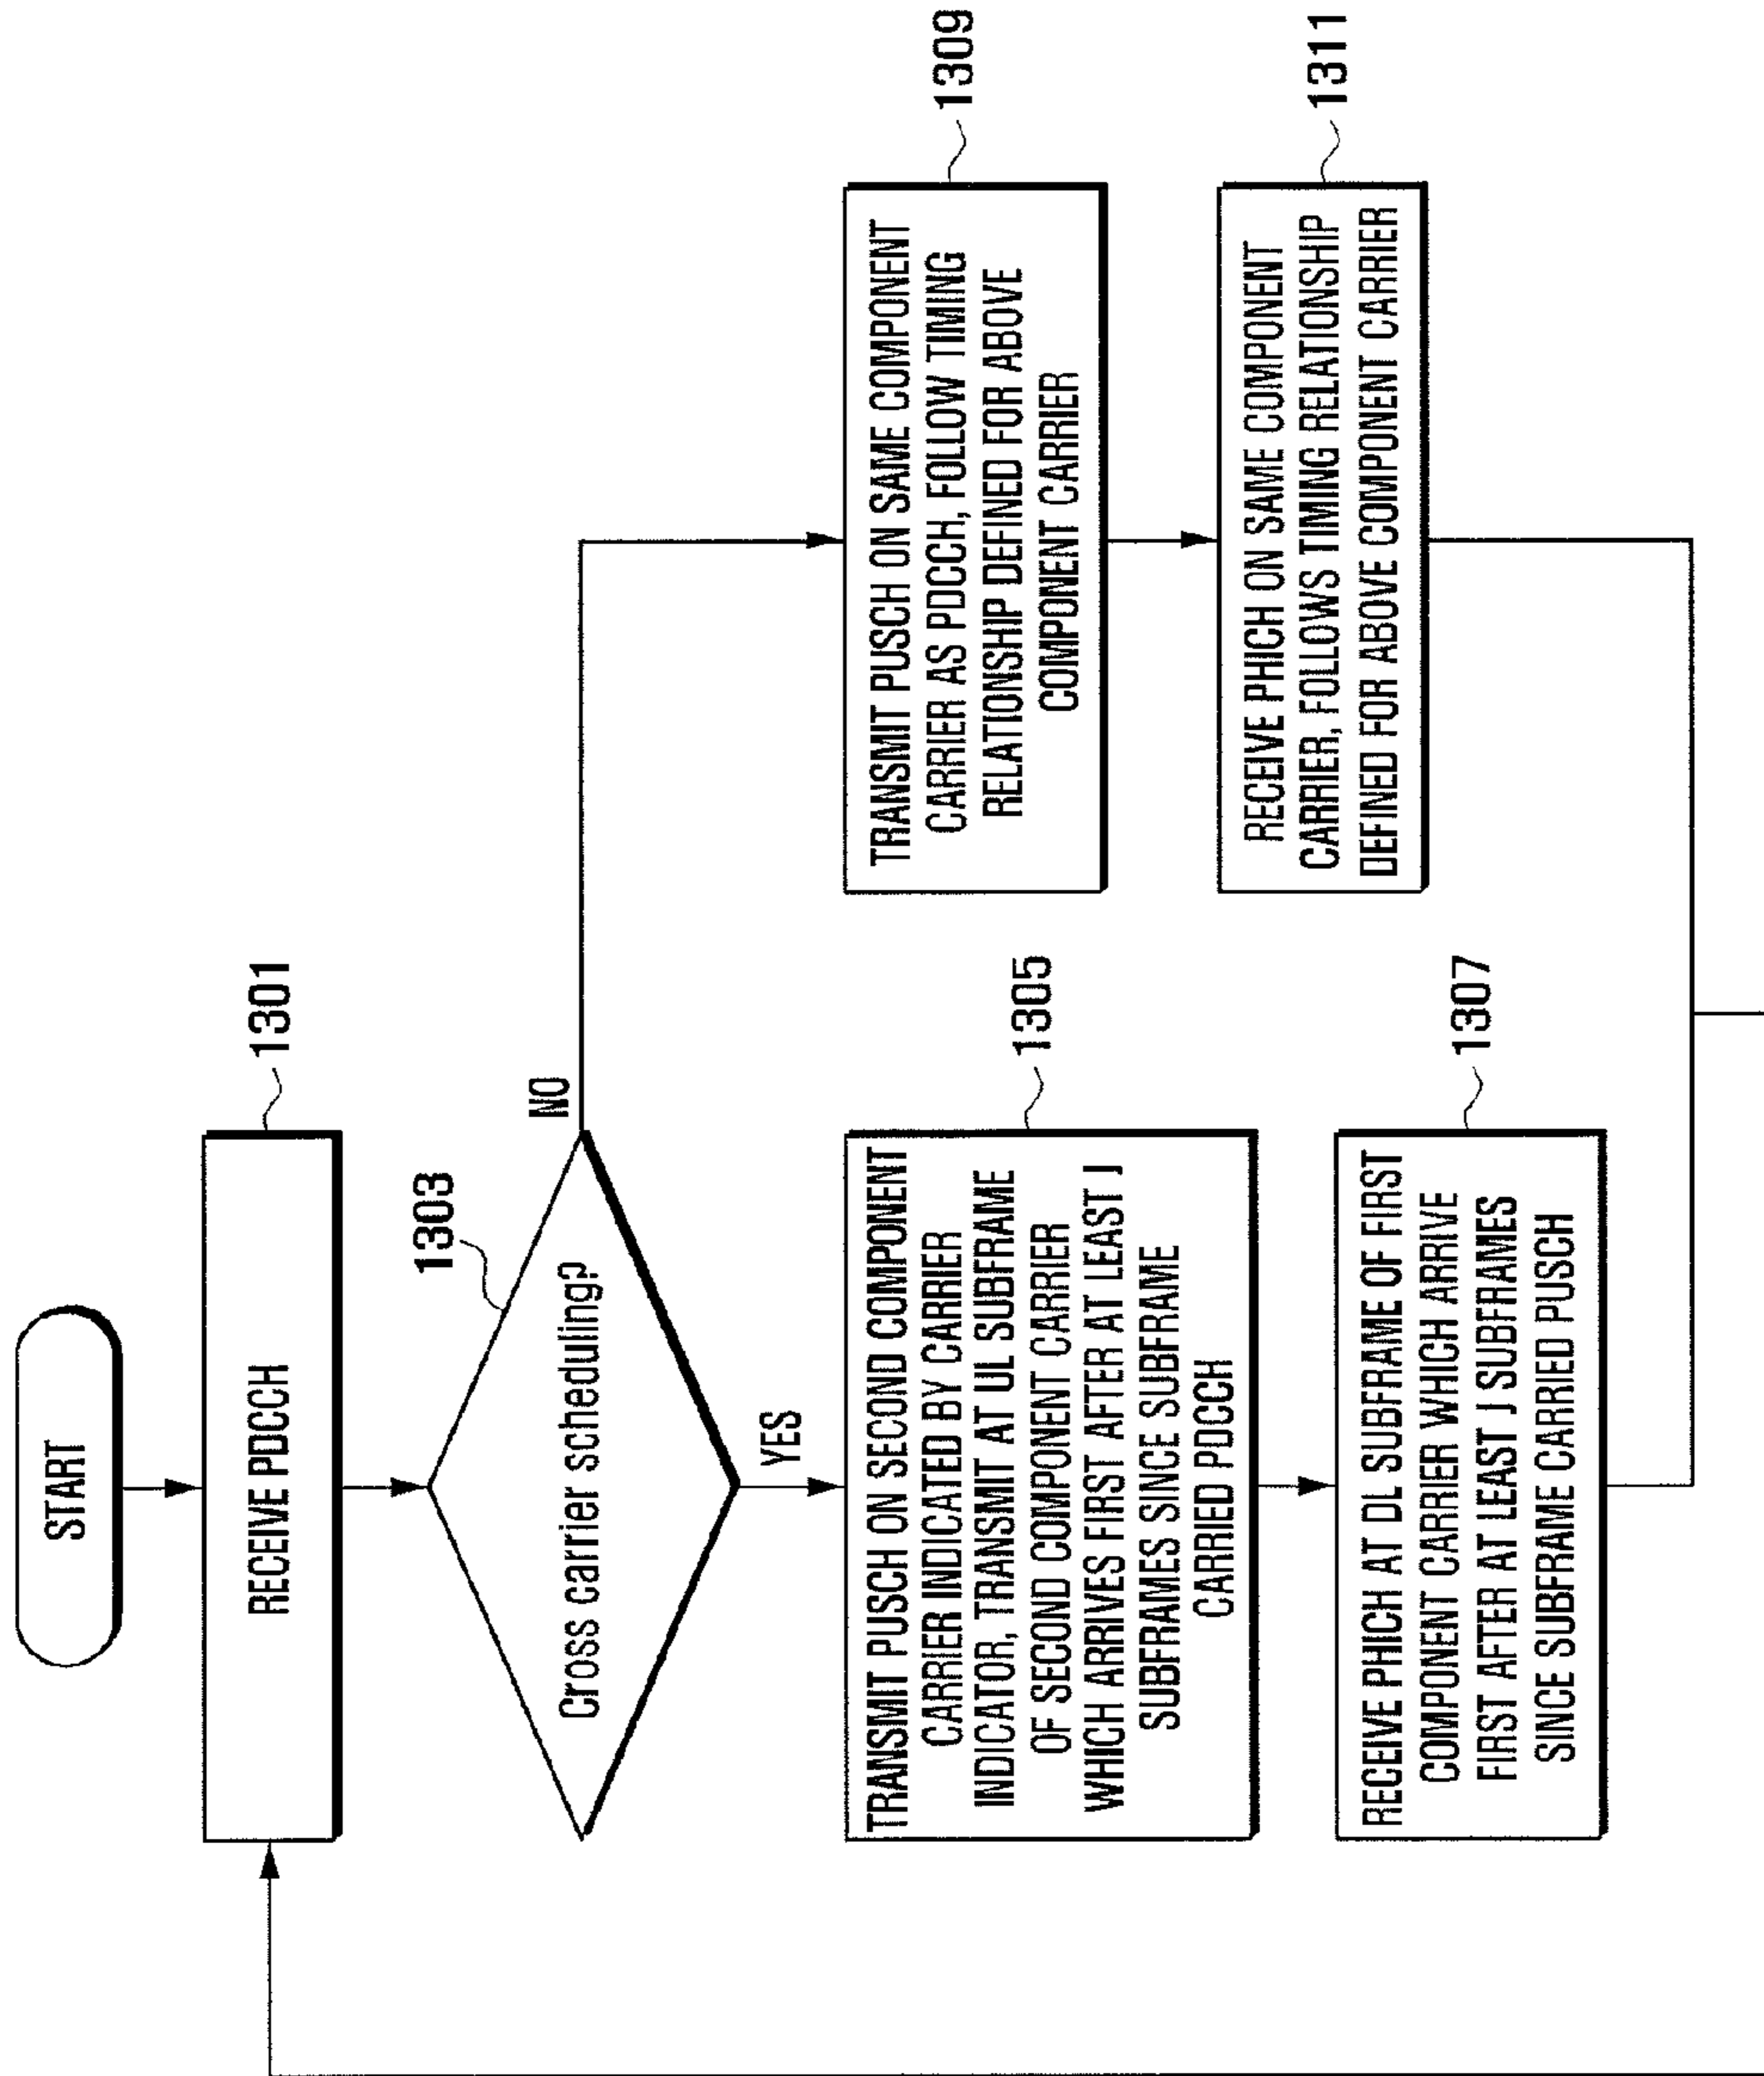 START
RECEIVE PDCCH
1301
Cross carrier scheduling?
1303
NO
YES
TRANSMIT PUSCH ON SECOND COMPONENT
CARRIER INDICATED BY CARRIER
INDICATOR, TRANSMIT AT UL SUBFRAME
OF SECOND COMPONENT CARRIER
WHICH ARRIVES FIRST AFTER AT LEAST J
SUBFRAMES SINCE SUBFRAME
CARRIED PDCCH
1305
RECEIVE PHICH AT DL SUBFRAME OF FIRST
COMPONENT CARRIER WHICH ARRIVE
FIRST AFTER AT LEAST J SUBFRAMES
SINCE SUBFRAME CARRIED PUSCH
1307
TRANSMIT PUSCH ON SAME COMPONENT
CARRIER AS PDCCH, FOLLOW TIMING
RELATIONSHIP DEFINED FOR ABOVE
COMPONENT CARRIER
1309
RECEIVE PHICH ON SAME COMPONENT
CARRIER, FOLLOWS TIMING RELATIONSHIP
DEFINED FOR ABOVE COMPONENT CARRIER
1311